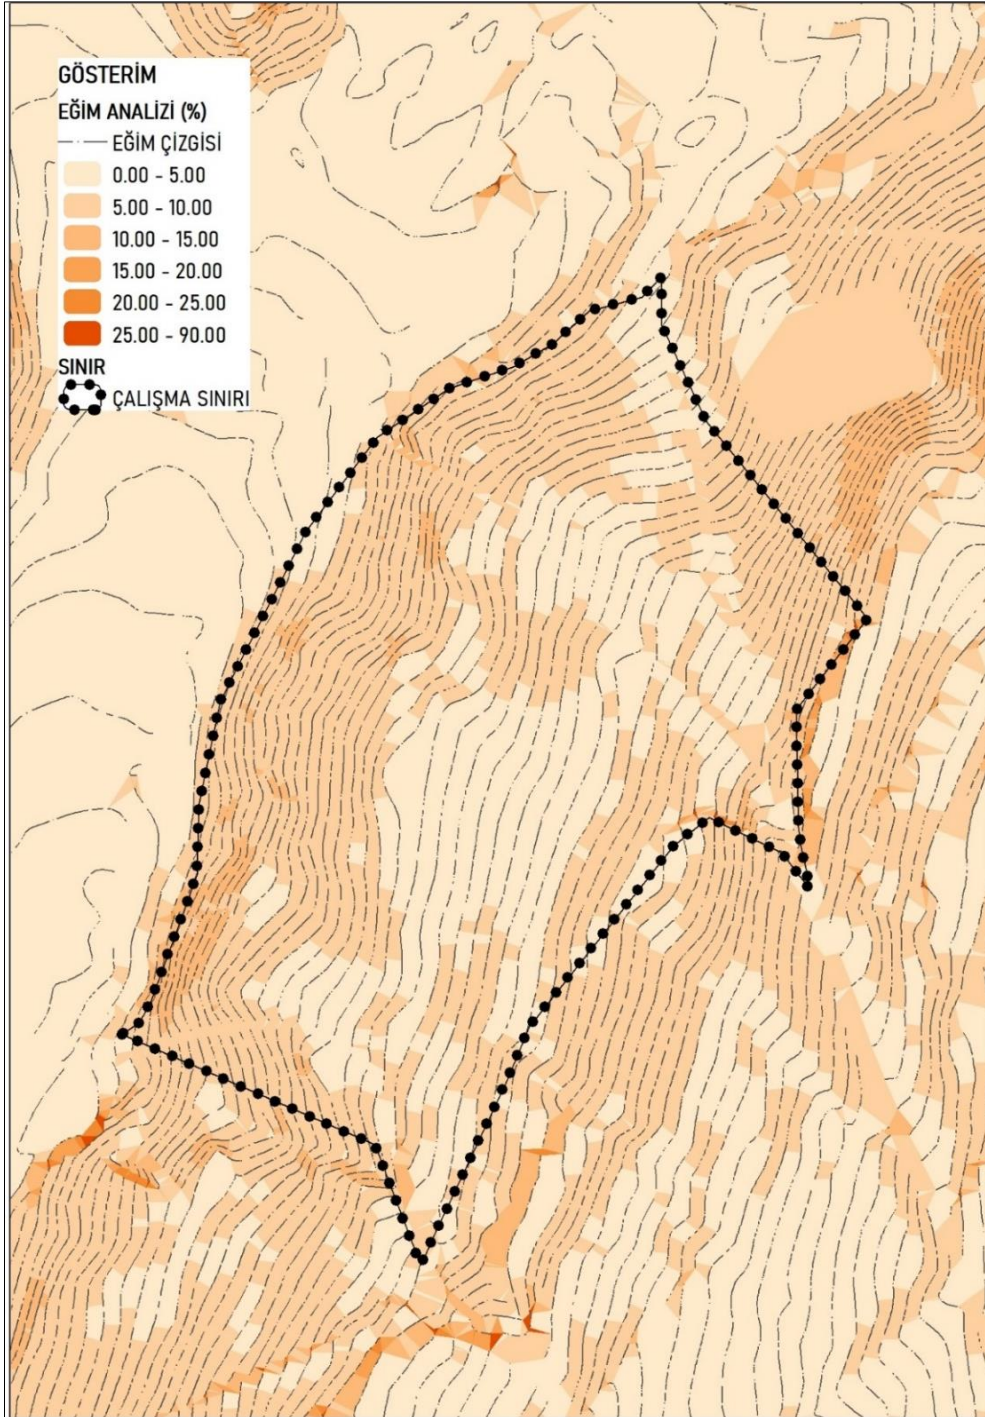 GÖSTERİM
EĞİM ANALİZİ (%)
EĞİM ÇİZGİSİ
0.00 - 5.00
5.00 - 10.00
10.00 - 15.00
15.00 - 20.00
20.00 - 25.00
25.00 - 90.00
SINIR
ÇALIŞMA SINIRI